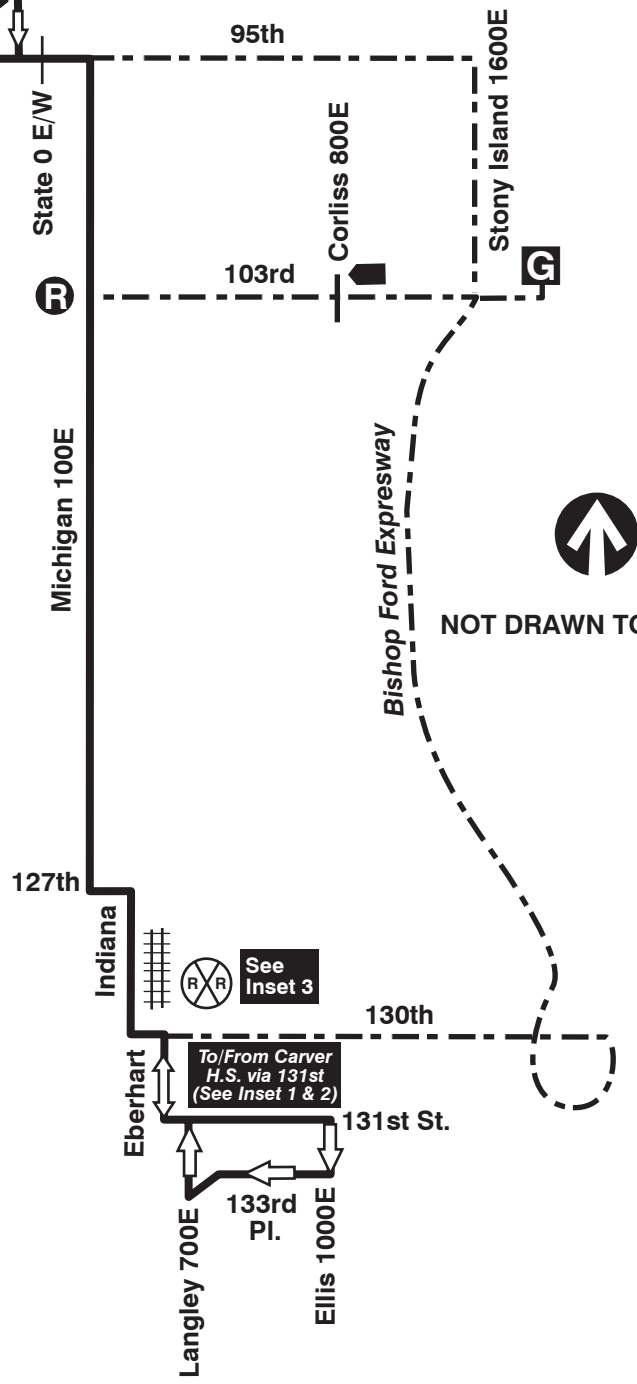 95th
State 0 E/W
Stony Island 1600E
Corliss 800E
G
103rd
R
Michigan 100E
Bishop Ford Expresway
NOT DRAWN TO
127th
Indiana
R R
See
Inset 3
130th
To/From Carver
H.S. via 131st
(See Inset 1 & 2)
Eberhart
131st St.
133rd
Pl.
Langley 700E
Ellis 1000E